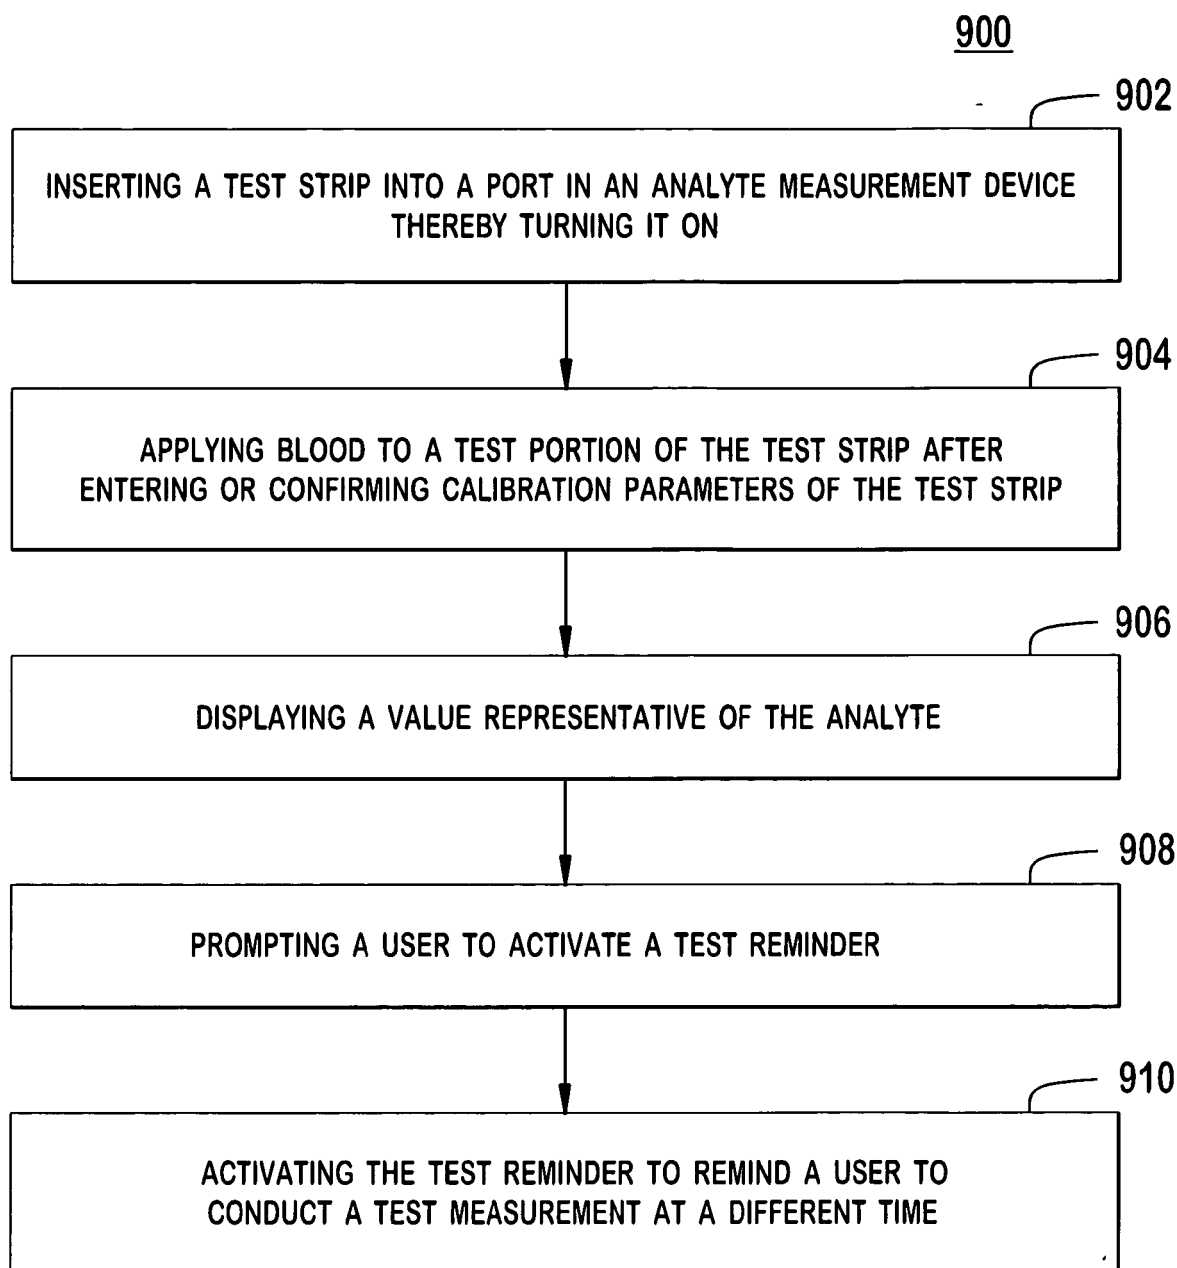 900
902
INSERTING A TEST STRIP INTO A PORT IN AN ANALYTE MEASUREMENT DEVICE
THEREBY TURNING IT ON
904
APPLYING BLOOD TO A TEST PORTION OF THE TEST STRIP AFTER
ENTERING OR CONFIRMING CALIBRATION PARAMETERS OF THE TEST STRIP
906
DISPLAYING A VALUE REPRESENTATIVE OF THE ANALYTE
908
PROMPTING A USER TO ACTIVATE A TEST REMINDER
910
ACTIVATING THE TEST REMINDER TO REMIND A USER TO
CONDUCT A TEST MEASUREMENT AT A DIFFERENT TIME